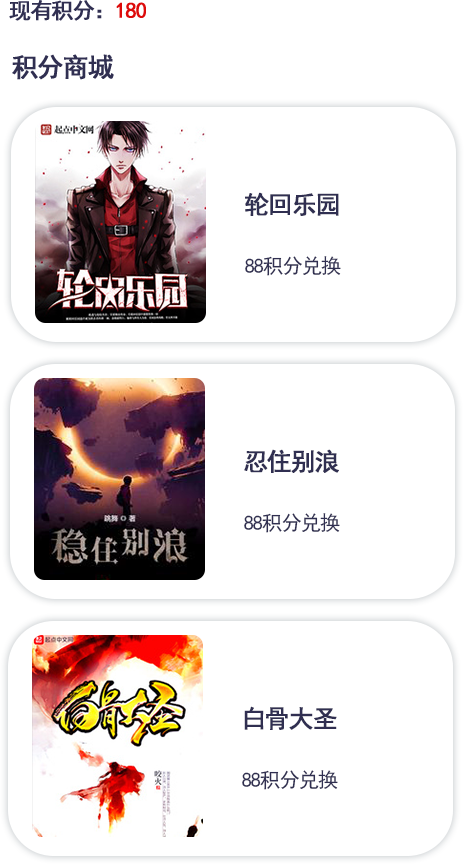 现有积分：180
积分商城
起点中文网
轮回乐园
轮回乐园
88积分兑换
跳舞 著
稳住别浪
忍住别浪
88积分兑换
起点中文网
白骨大圣
咬火
白骨大圣
88积分兑换